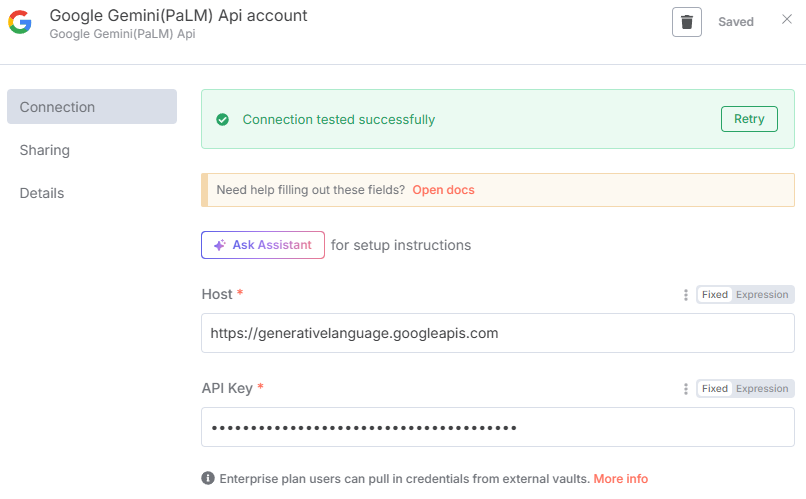 Google Gemini(PaLM) Api account
Google Gemini(PaLM) Api
Saved
Connection
Sharing
Details
Connection tested successfully
Retry
Need help filling out these fields? Open docs
Ask Assistant for setup instructions
Host *
Fixed Expression
https://generativelanguage.googleapis.com
API Key *
Fixed Expression
•••••••••••••••••••••••••••••••••••••••
Enterprise plan users can pull in credentials from external vaults. More info